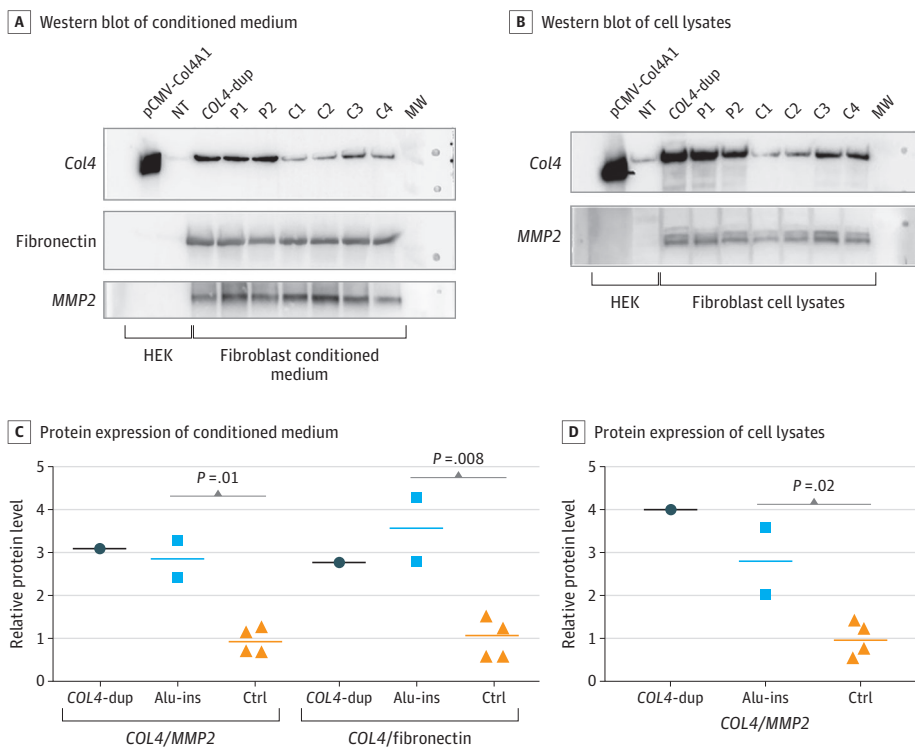 A Western blot of conditioned medium
pCMV-Col4A1 NT COL4-dup P1 P2 C1 C2 C3 C4 MW
Col4
Fibronectin
MMP2
HEK Fibroblast conditioned
medium
B Western blot of cell lysates
pCMV-Col4A1 NT COL4-dup P1 P2 C1 C2 C3 C4 MW
Col4
MMP2
HEK Fibroblast cell lysates
C Protein expression of conditioned medium
Relative protein level
5
4
3
2
1
0
P =.01
P =.008
COL4-dup Alu-ins Ctrl COL4-dup Alu-ins Ctrl
COL4/MMP2 COL4/fibronectin
D Protein expression of cell lysates
Relative protein level
5
4
3
2
1
0
P =.02
COL4-dup Alu-ins Ctrl
COL4/MMP2